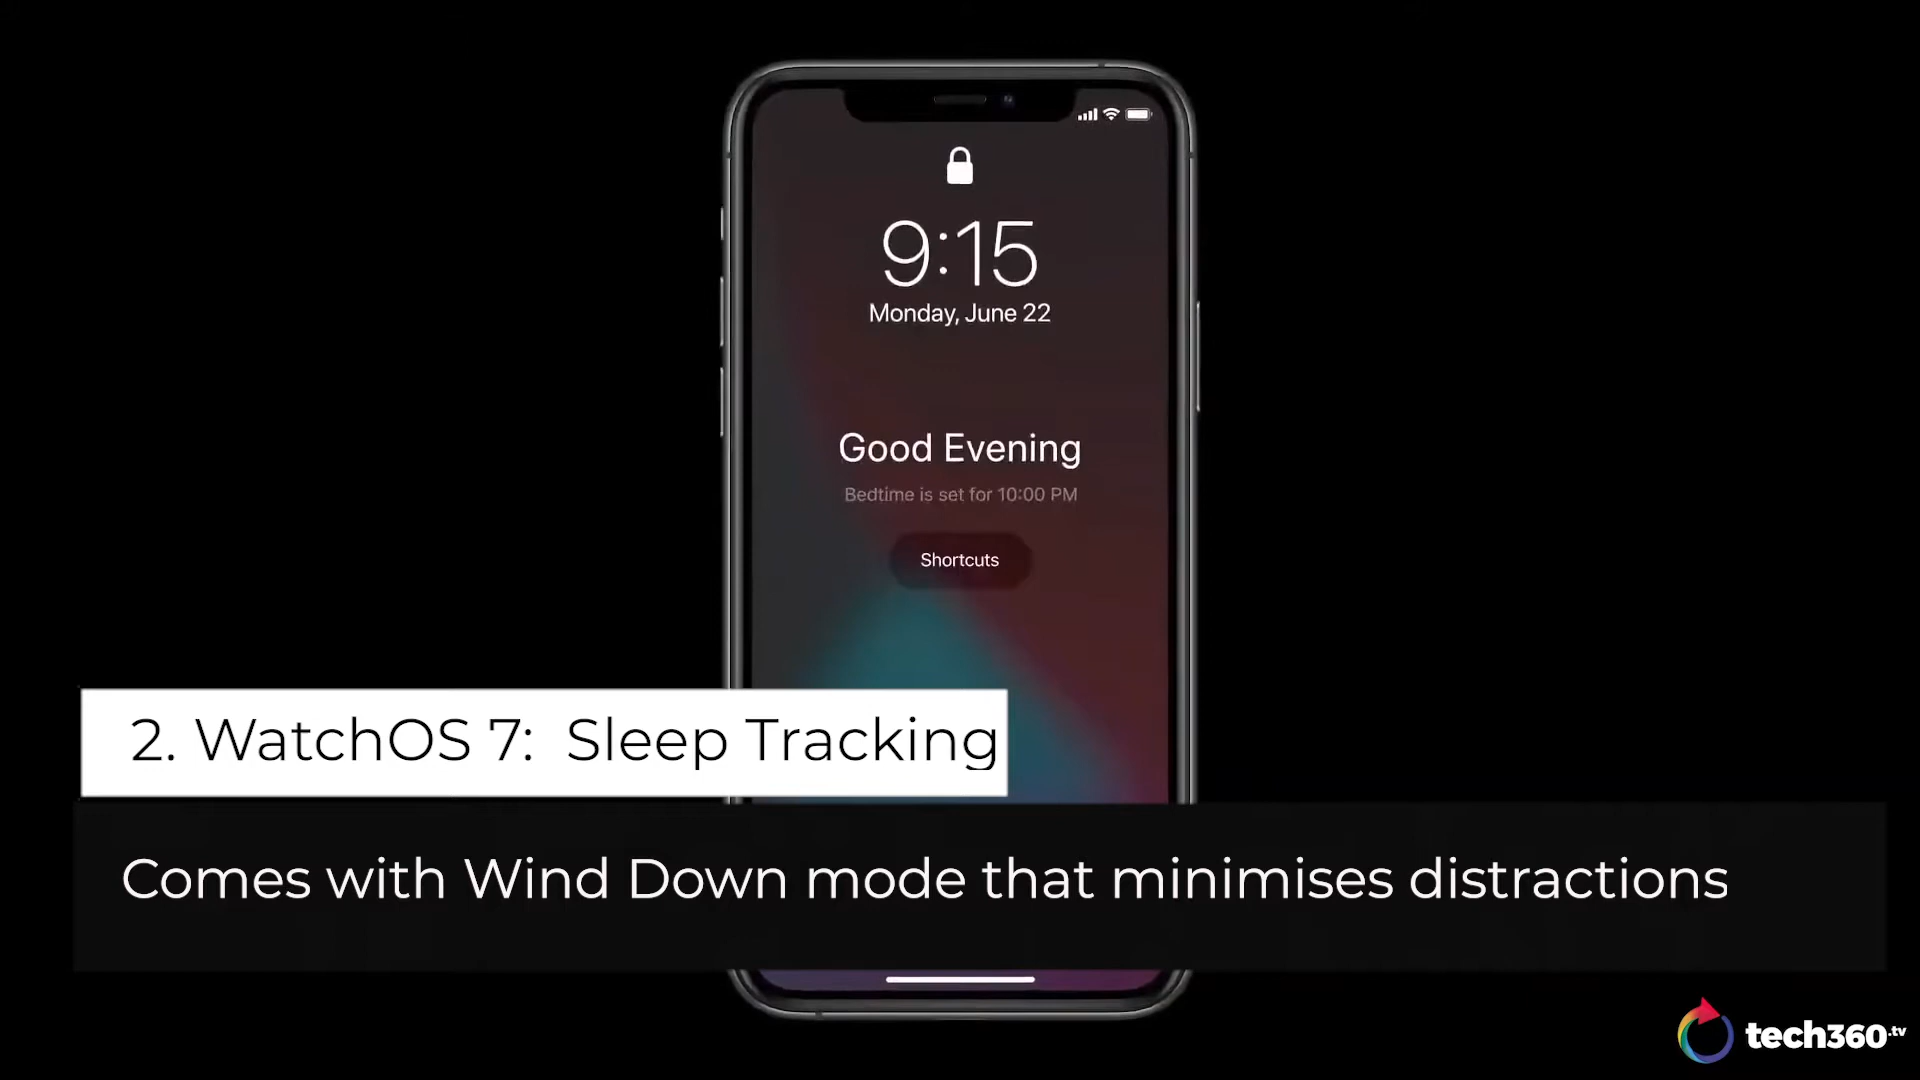 9:15
Monday, June 22
Good Evening
Bedtime is set for 10:00 PM
Shortcuts
2. WatchOS 7:  Sleep Tracking
Comes with Wind Down mode that minimises distractions
tech360.tv